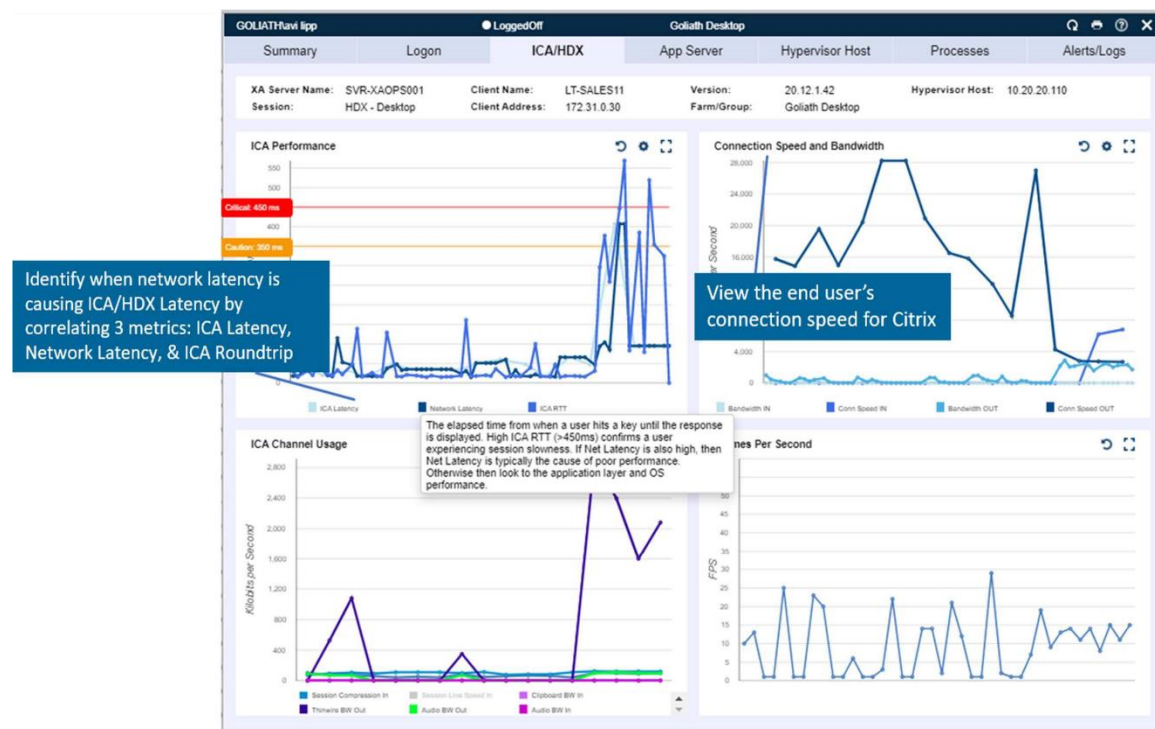 GOLIATH\avi lipp
LoggedOff
Goliath Desktop
Summary
Logon
ICA/HDX
App Server
Hypervisor Host
Processes
Alerts/Logs
XA Server Name: SVR-XAOPS001
Client Name: LT-SALES11
Version: 20.12.1.42
Hypervisor Host: 10.20.20.110
Session: HDX - Desktop
Client Address: 172.31.0.30
Farm/Group: Goliath Desktop
ICA Performance
550
500
Critical: 450 ms
400
Caution: 350 ms
0
Identify when network latency is
causing ICA/HDX Latency by
correlating 3 metrics: ICA Latency,
Network Latency, & ICA Roundtrip
ICA Latency
Network Latency
ICA RTT
Connection Speed and Bandwidth
28,000
24,000
20,000
16,000
4,000
0
er Second
View the end user's
connection speed for Citrix
Bandwidth IN
Conn Speed IN
Bandwidth OUT
Conn Speed OUT
The elapsed time from when a user hits a key until the response
is displayed. High ICA RTT (>450ms) confirms a user
experiencing session slowness. If Net Latency is also high, then
Net Latency is typically the cause of poor performance.
Otherwise then look to the application layer and OS
performance.
ICA Channel Usage
2,800
2,400
2,000
1,600
1,200
800
400
0
Kilobits per Second
Session Compression In
Session Line Speed In
Clipboard BW In
Thinwire BW Out
Audio BW Out
Audio BW In
mes Per Second
55
50
45
40
35
30
25
20
15
10
5
0
FPS